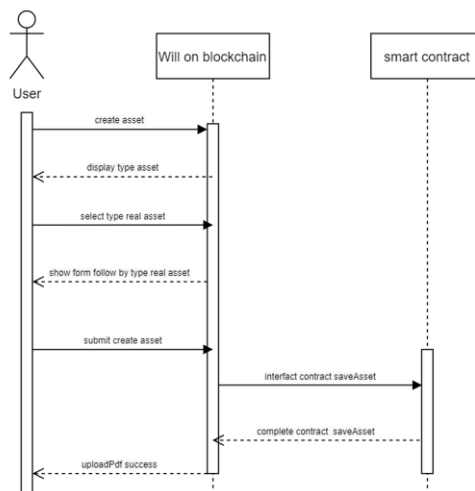 Will on blockchain
smart contract
User
create asset
display type asset
select type real asset
show form follow by type real asset
submit create asset
interfact contract saveAsset
complete contract saveAsset
uploadPdf success